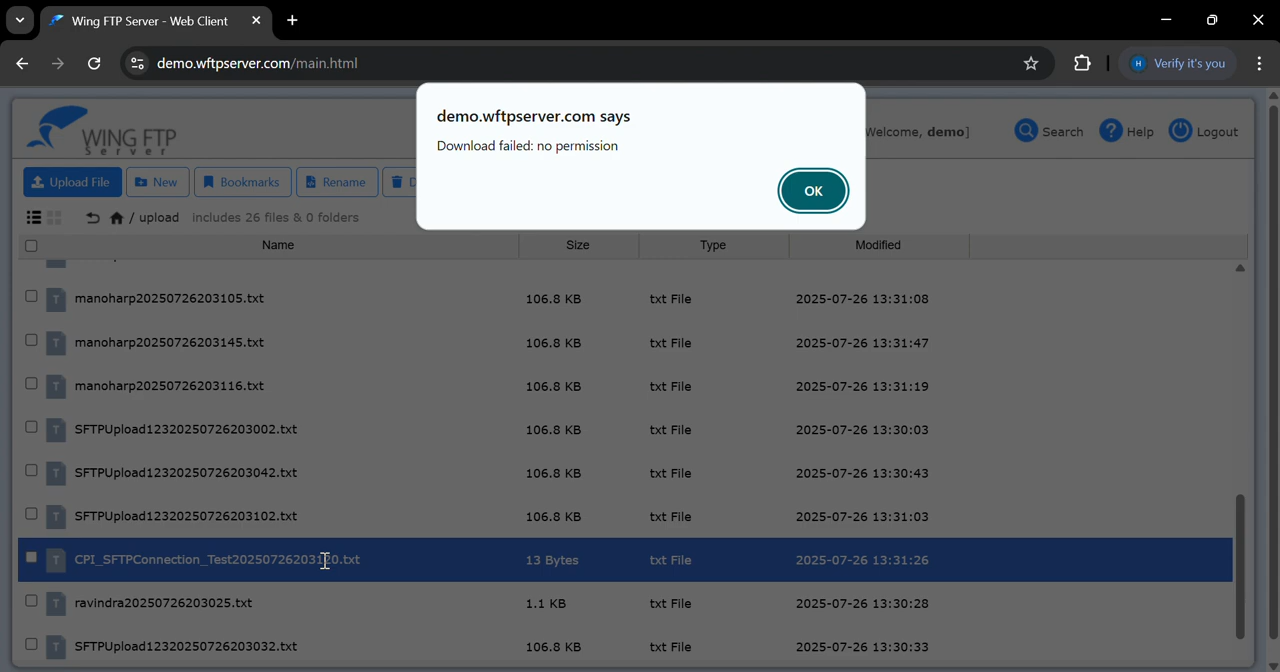 Wing FTP Server - Web Client
demo.wftpserver.com/main.html
H Verify it's you
demo.wftpserver.com says
Download failed: no permission
OK
WING FTP
Server
Welcome, demo]
Search
Help
Logout
Upload File
New
Bookmarks
Rename
D
/ upload includes 26 files & 0 folders
Name Size Type Modified
T manoharp20250726203105.txt 106.8 KB txt File 2025-07-26 13:31:08
T manoharp20250726203145.txt 106.8 KB txt File 2025-07-26 13:31:47
T manoharp20250726203116.txt 106.8 KB txt File 2025-07-26 13:31:19
T SFTPUpload12320250726203002.txt 106.8 KB txt File 2025-07-26 13:30:03
T SFTPUpload12320250726203042.txt 106.8 KB txt File 2025-07-26 13:30:43
T SFTPUpload12320250726203102.txt 106.8 KB txt File 2025-07-26 13:31:03
T CPI_SFTPConnection_Test20250726203120.txt 13 Bytes txt File 2025-07-26 13:31:26
T ravindra20250726203025.txt 1.1 KB txt File 2025-07-26 13:30:28
T SFTPUpload12320250726203032.txt 106.8 KB txt File 2025-07-26 13:30:33